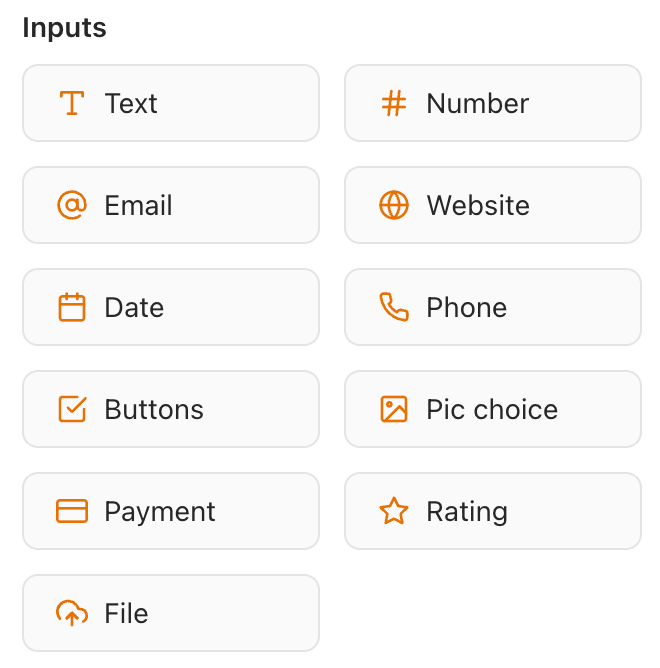 Inputs
Text
Number
Email
Website
Date
Phone
Buttons
Pic choice
Payment
Rating
File